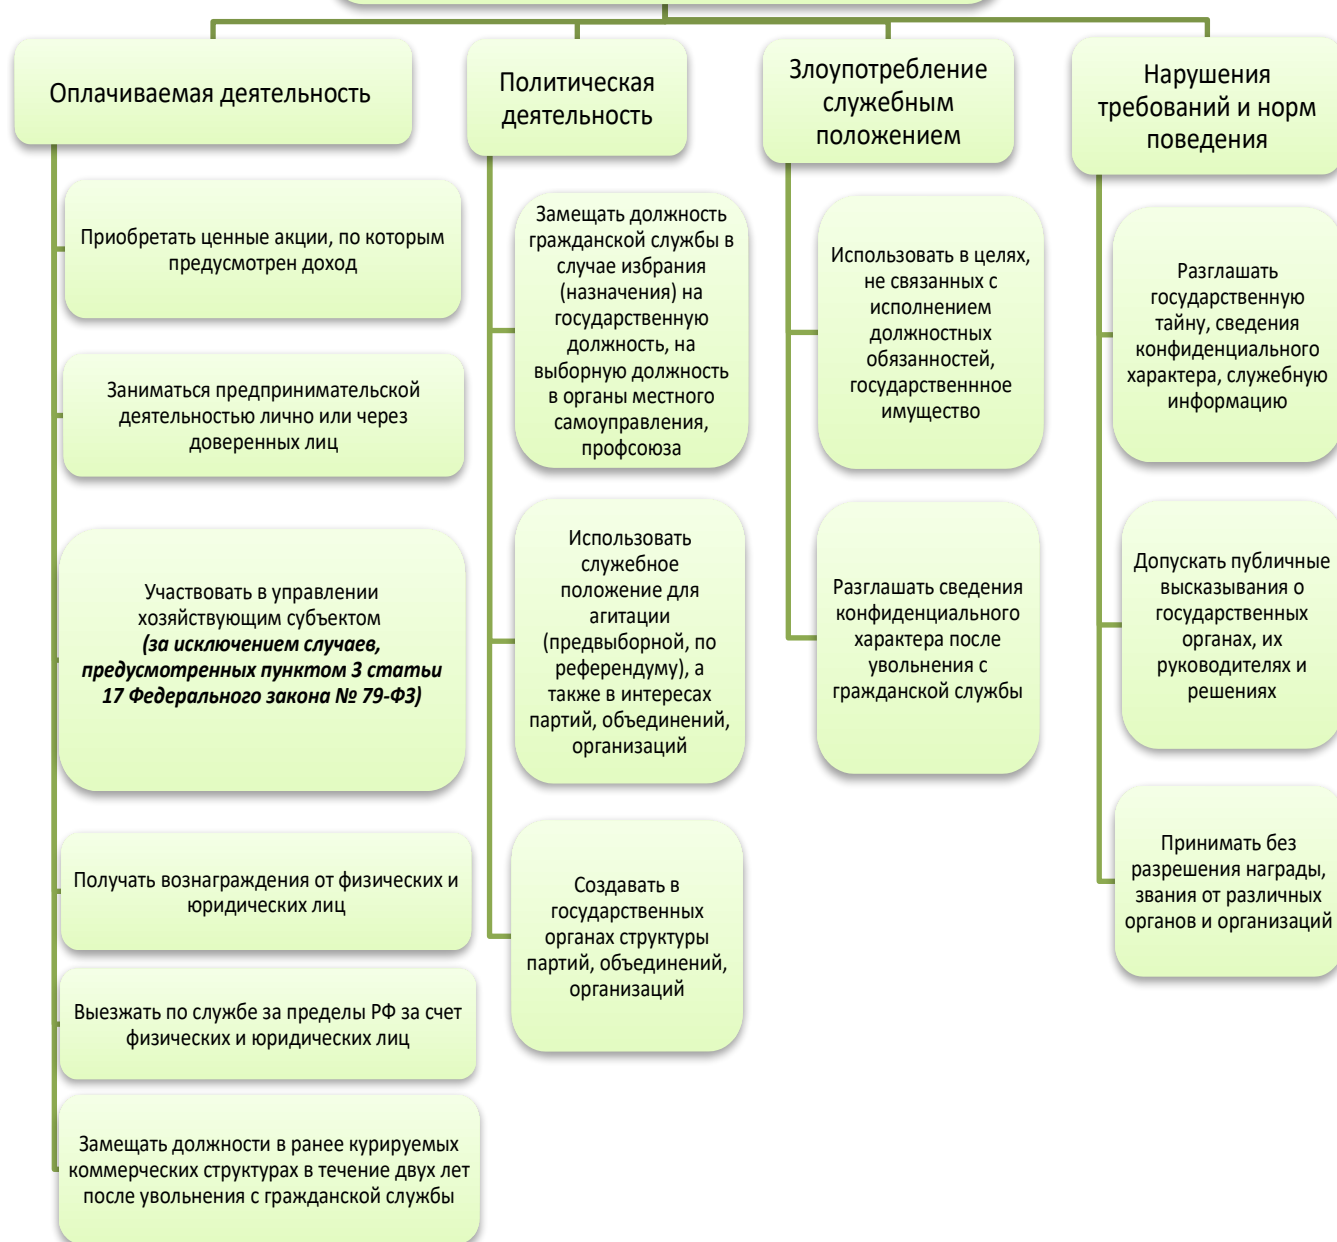 Оплачиваемая деятельность
Приобретать ценные акции, по которым
предусмотрен доход
Заниматься предпринимательской
деятельностью лично или через
доверенных лиц
Участвовать в управлении
хозяйствующим субъектом
(за исключением случаев,
предусмотренных пунктом 3 статьи
17 Федерального закона № 79-ФЗ)
Получать вознаграждения от физических и
юридических лиц
Выезжать по службе за пределы РФ за счет
физических и юридических лиц
Замещать должности в ранее курируемых
коммерческих структурах в течение двух лет
после увольнения с гражданской службы
Политическая
деятельность
Замещать должность
гражданской службы в
случае избрания
(назначения) на
государственную
должность, на
выборную должность
в органы местного
самоуправления,
профсоюза
Использовать
служебное
положение для
агитации
(предвыборной, по
референдуму), а
также в интересах
партий, объединений,
организаций
Создавать в
государственных
органах структуры
партий, объединений,
организаций
Злоупотребление
служебным
положением
Использовать в целях,
не связанных с
исполнением
должностных
обязанностей,
государственнное
имущество
Разглашать сведения
конфиденциального
характера после
увольнения с
гражданской службы
Нарушения
требований и норм
поведения
Разглашать
государственную
тайну, сведения
конфиденциального
характера, служебную
информацию
Допускать публичные
высказывания о
государственных
органах, их
руководителях и
решениях
Принимать без
разрешения награды,
звания от различных
органов и организаций